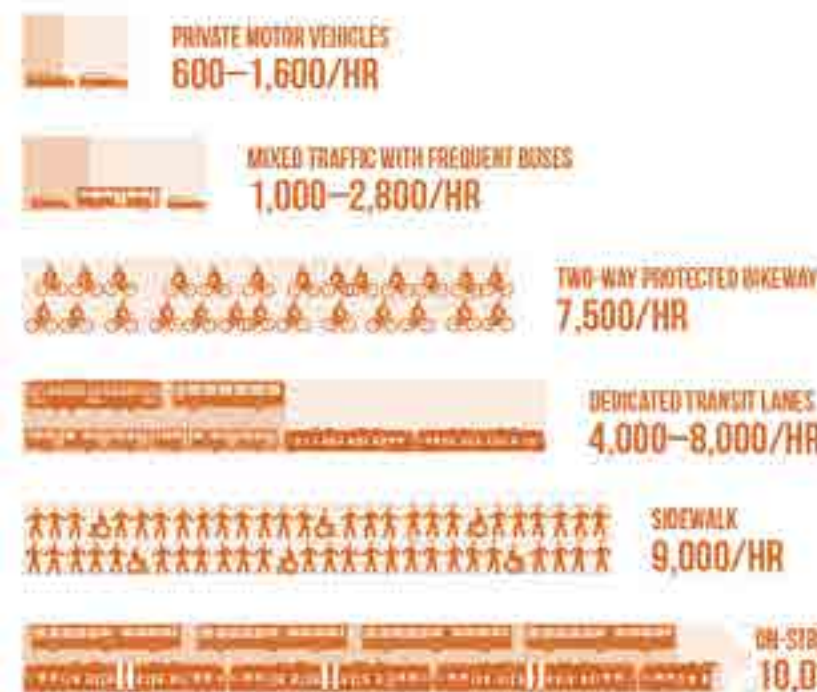 PRIVATE MOTOR VEHICLES
600—1,600/HR
MIXED TRAFFIC WITH FREQUENT BUSES
1,000—2,800/HR
TWO-WAY PROTECTED BIKEWAY
7,500/HR
DEDICATED TRANSIT LANES
4,000—8,000/HR
SIDEWALK
9,000/HR